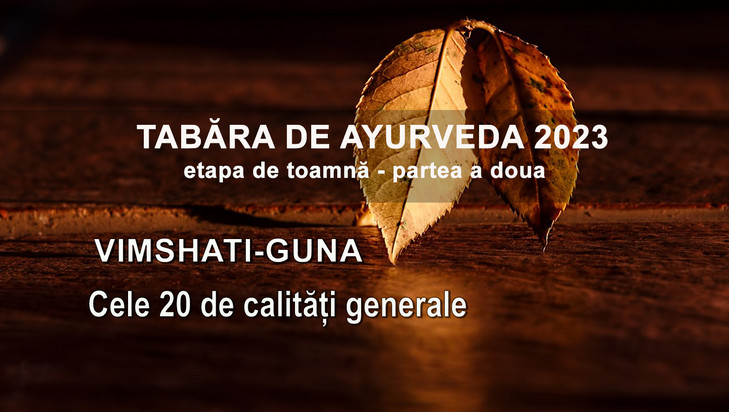 TABĂRA DE AYURVEDA 2023
etapa de toamnă - partea a doua
VIMSHATI-GUNA
Cele 20 de calități generale